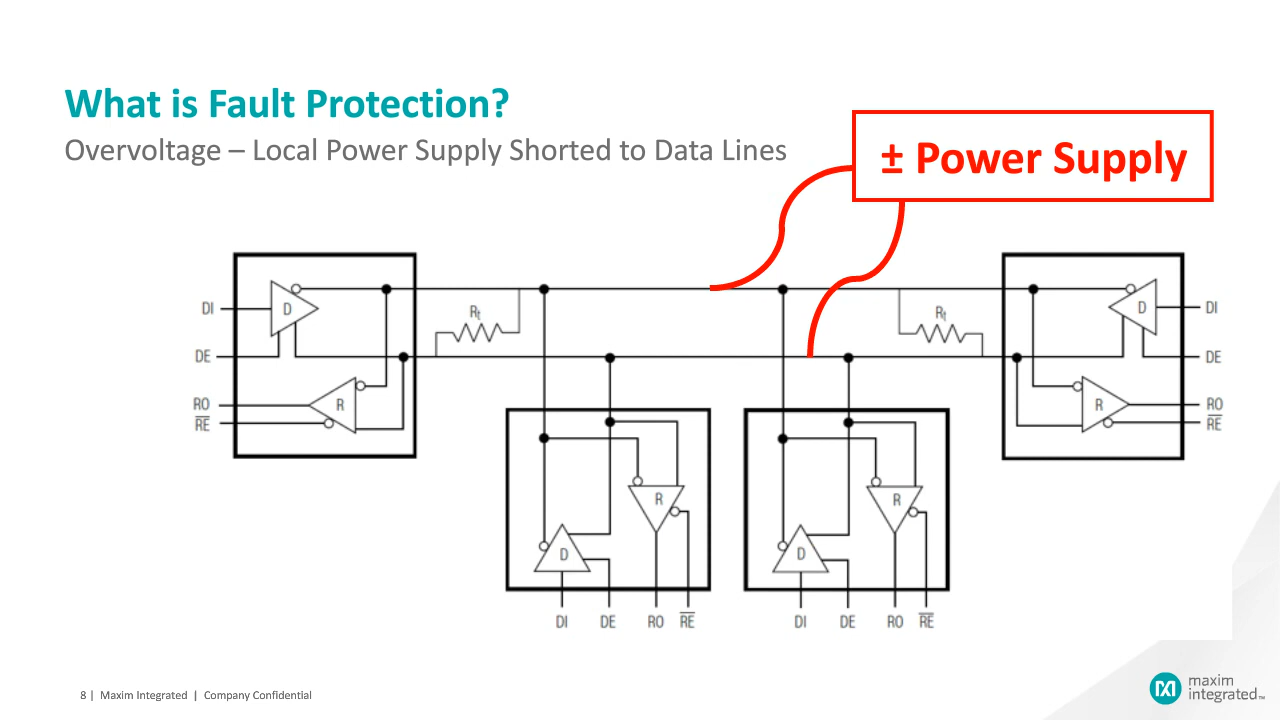 What is Fault Protection?
Overvoltage – Local Power Supply Shorted to Data Lines
± Power Supply
DI
D
Rt
Rt
D
DI
DE
DE
RO
R
R
RO
RE
RE
R
R
D
D
DI
DE
RO
RE
DI
DE
RO
RE
8 | Maxim Integrated | Company Confidential
maxim
integrated™